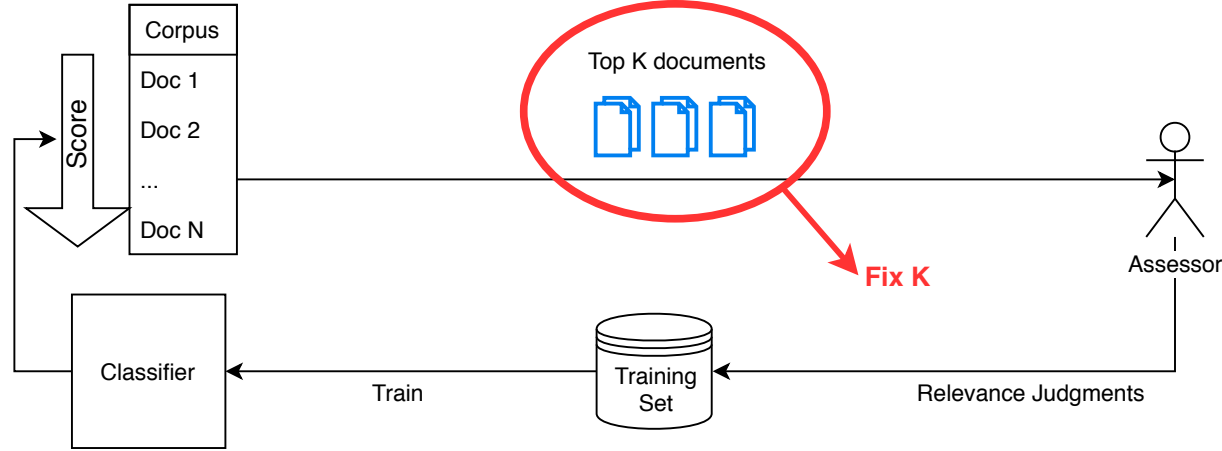 Corpus
Doc 1
Doc 2
...
Doc N
Score
Top K documents
Fix K
Assessor
Classifier
Train
Training
Set
Relevance Judgments